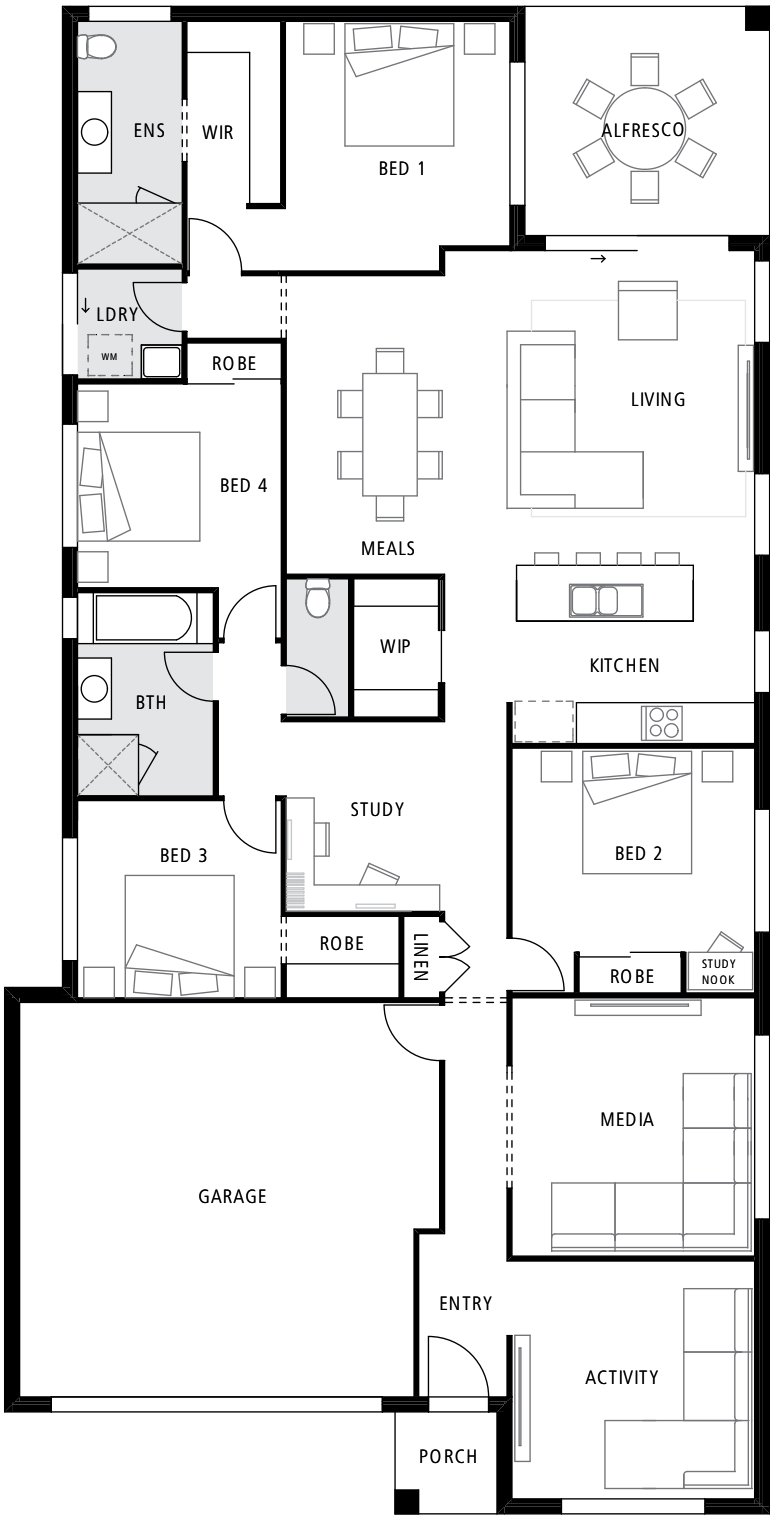 ENS
WIR
BED 1
ALFRESCO
LDRY
WM
ROBE
LIVING
BED 4
MEALS
WIP
KITCHEN
BTH
STUDY
BED 3
BED 2
ROBE
LINEN
ROBE
STUDY
NOOK
MEDIA
GARAGE
ENTRY
ACTIVITY
PORCH